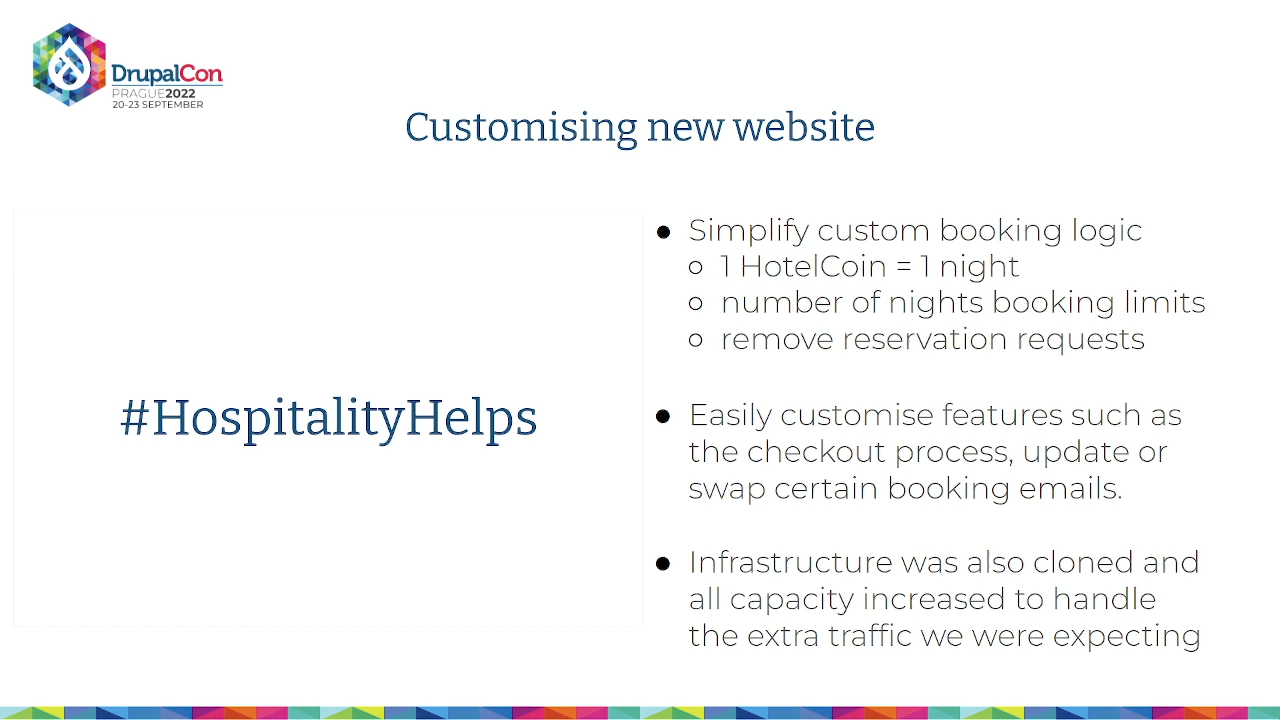 DrupalCon
PRAGUE2022
20-23 SEPTEMBER
Customising new website
#HospitalityHelps
● Simplify custom booking logic
○ 1 HotelCoin = 1 night
○ number of nights booking limits
○ remove reservation requests
● Easily customise features such as
the checkout process, update or
swap certain booking emails.
● Infrastructure was also cloned and
all capacity increased to handle
the extra traffic we were expecting